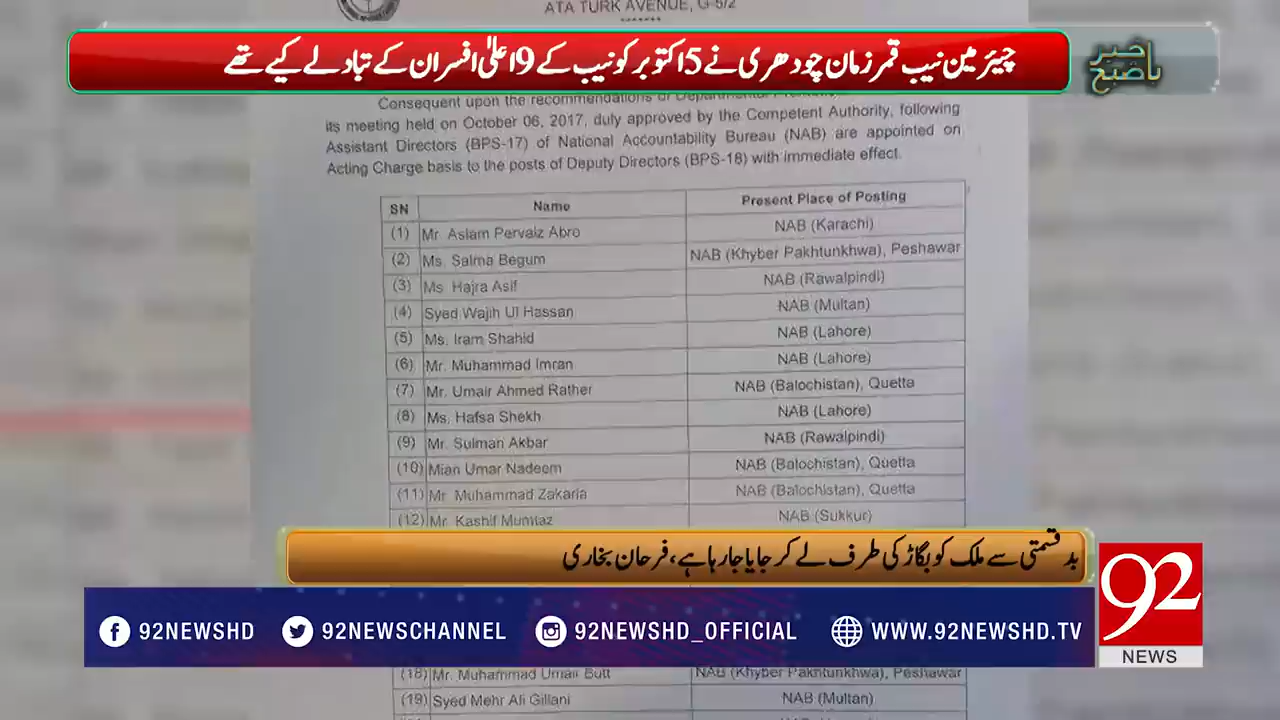 ATA TURK AVENUE, G-5/2
چیئرمین نیب قمر زمان چودھری نے 5 اکتوبر کو نیب کے 19 اعلیٰ افسران کے تبادلے کیے تھے
باخبر صبح
Consequent upon the recommendations of Departmental
its meeting held on October 06, 2017, duly approved by the Competent Authority, following
Assistant Directors (BPS-17) of National Accountability Bureau (NAB) are appointed on
Acting Charge basis to the posts of Deputy Directors (BPS-18) with immediate effect.
SN Name Present Place of Posting
(1) Mr. Aslam Pervaiz Abro NAB (Karachi)
(2) Ms. Salma Begum NAB (Khyber Pakhtunkhwa), Peshawar
(3) Ms. Hajra Asif NAB (Rawalpindi)
(4) Syed Wajih Ul Hassan NAB (Multan)
(5) Ms. Iram Shahid NAB (Lahore)
(6) Mr. Muhammad Imran NAB (Lahore)
(7) Mr. Umair Ahmed Rather NAB (Balochistan), Quetta
(8) Ms. Hafsa Shekh NAB (Lahore)
(9) Mr. Sulman Akbar NAB (Rawalpindi)
(10) Mian Umar Nadeem NAB (Balochistan), Quetta
(11) Mr. Muhammad Zakaria NAB (Balochistan), Quetta
(12) Mr. Kashif Mumtaz NAB (Sukkur)
بدقسمتی سے ملک کو بگاڑ کی طرف لے کر جایا جا رہا ہے، فرحان بخاری
92NEWSHD 92NEWSCHANNEL 92NEWSHD_OFFICIAL WWW.92NEWSHD.TV
92
NEWS
(18) Mr. Muhammad Umair Butt NAB (Khyber Pakhtunkhwa), Peshawar
(19) Syed Mehr Ali Gillani NAB (Multan)